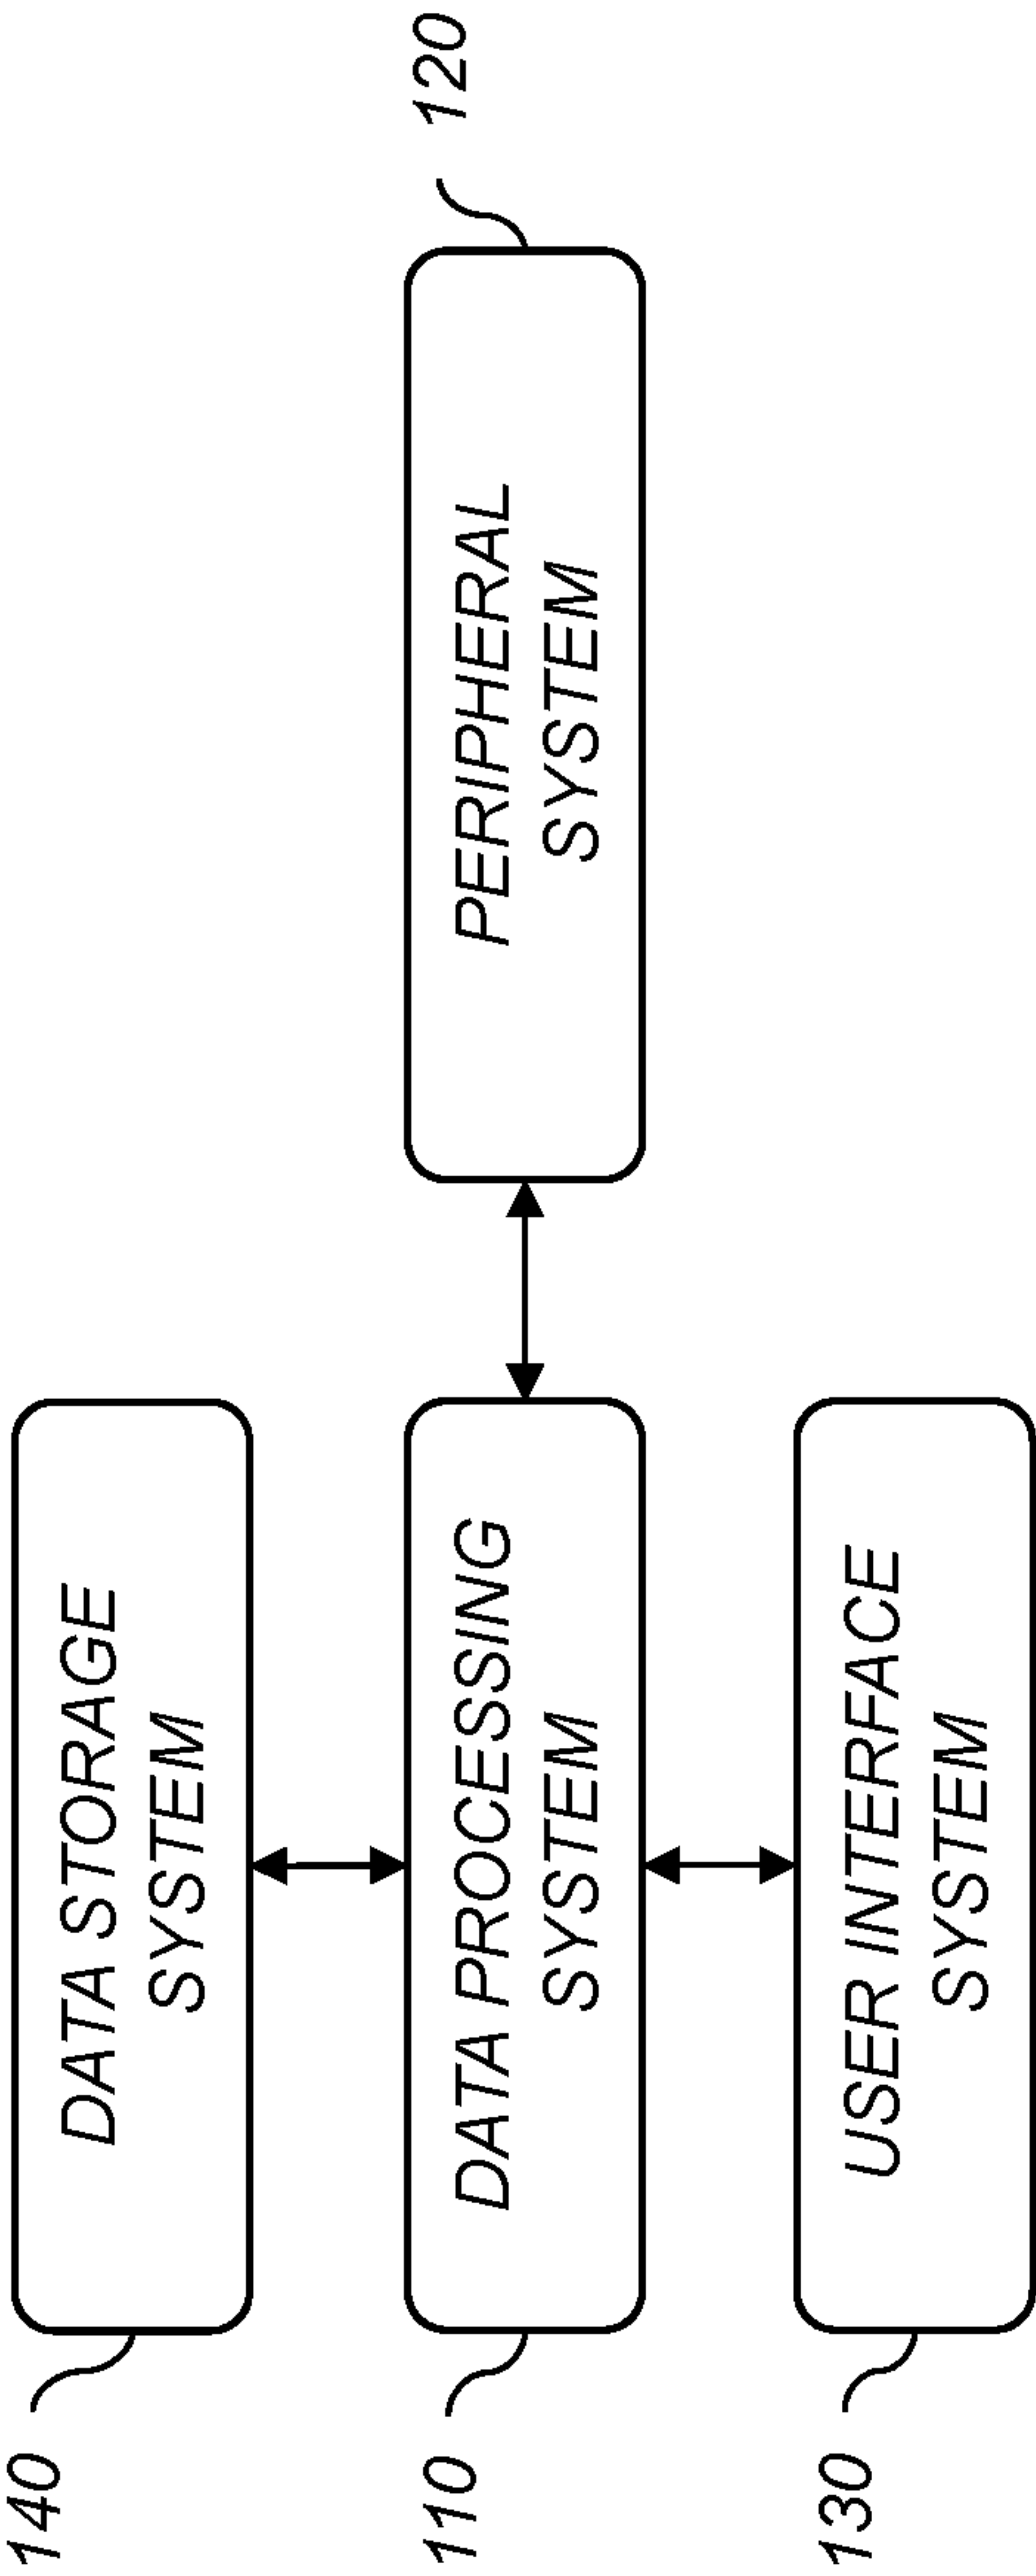 140
DATA STORAGE
SYSTEM
110
DATA PROCESSING
SYSTEM
PERIPHERAL
SYSTEM
120
130
USER INTERFACE
SYSTEM